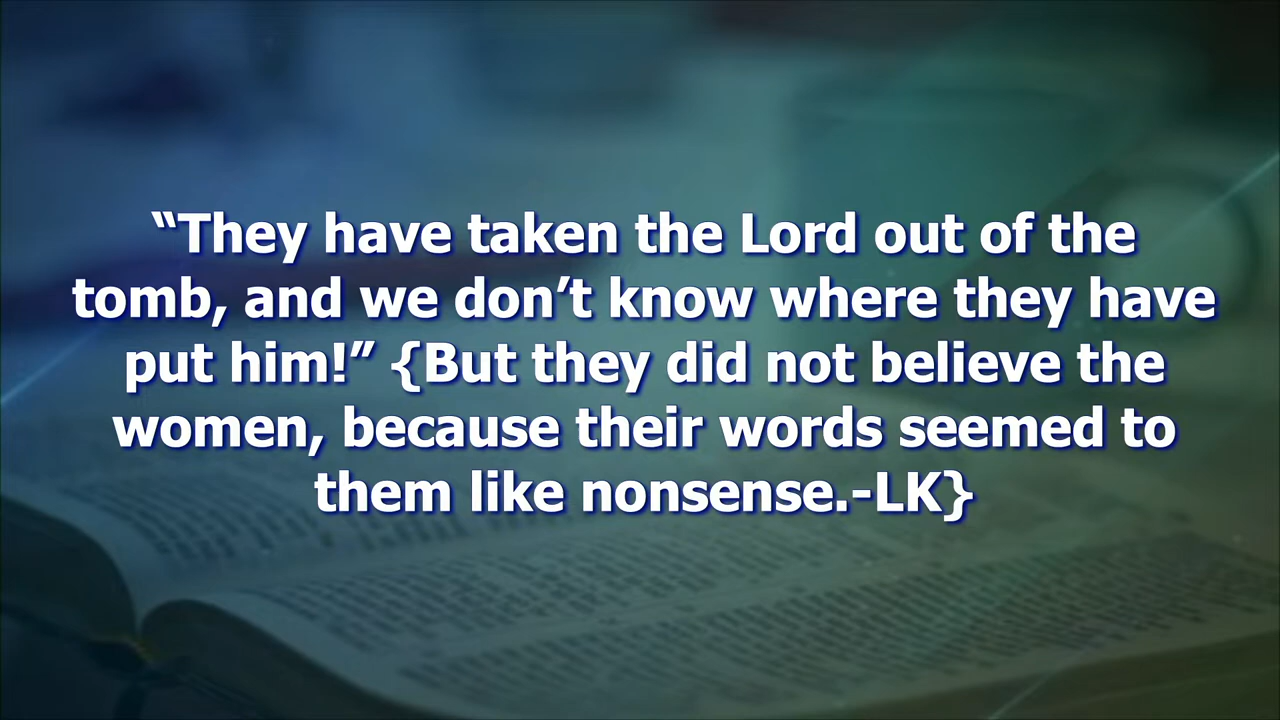 “They have taken the Lord out of the
tomb, and we don’t know where they have
put him!” {But they did not believe the
women, because their words seemed to
them like nonsense.-LK}